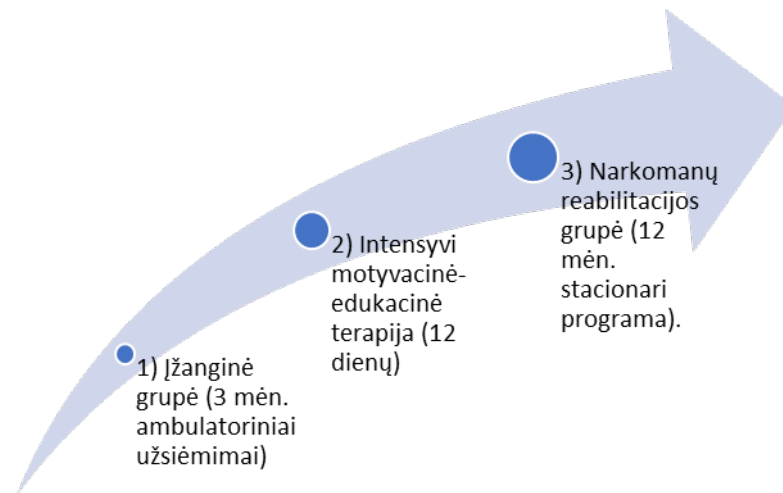 1) Įžanginė
grupė (3 mėn.
ambulatoriniai
užsiėmimai)
2) Intensyvi
motyvacinė-
edukacinė
terapija (12
dienų)
3) Narkomanų
reabilitacijos
grupė (12
mėn.
stacionari
programa).